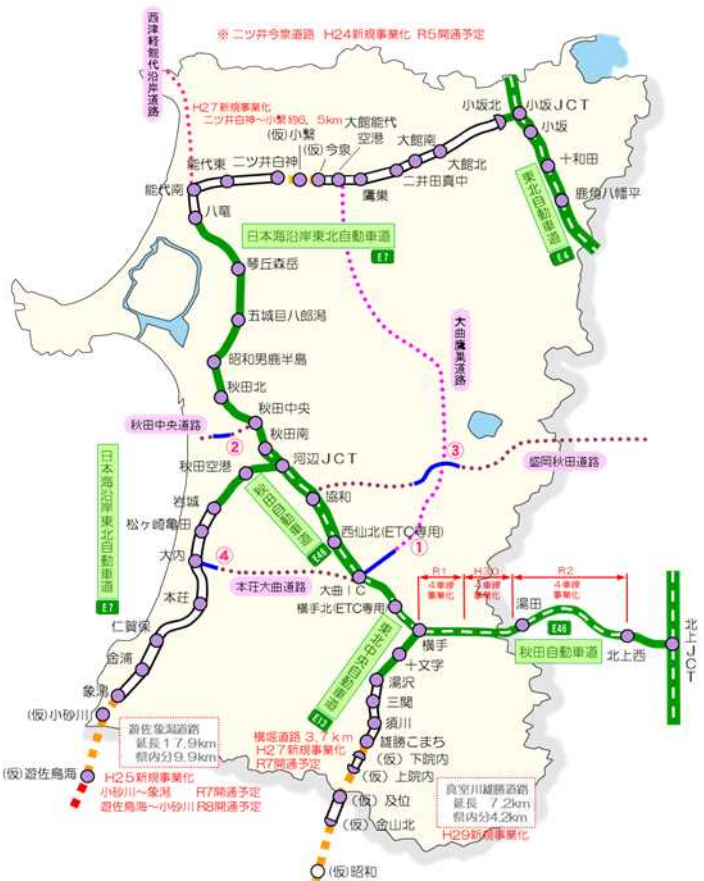 ※ 二ツ井今泉道路 H24新規事業化 R5開通予定
西津軽能代沿岸道路
H27新規事業化
二ツ井白神～小繋約6．5km
小坂北
小坂JCT
小坂
十和田
鹿角八幡平
東北自動車道
E4
大館能代
空港
大館南
大館北
二井田真中
鷹巣
(仮)今泉
(仮)小繋
二ツ井白神
能代東
能代南
八竜
日本海沿岸東北自動車道
E7
琴丘森岳
五城目八郎潟
昭和男鹿半島
秋田北
秋田中央
秋田中央道路
②
秋田南
河辺JCT
秋田空港
大曲鷹巣道路
③
盛岡秋田道路
協和
西仙北(ETC専用)
①
秋田自動車道
E46
日本海沿岸東北自動車道
E7
岩城
松ヶ崎亀田
大内
④
本荘大曲道路
本荘
仁賀保
金浦
象潟
(仮)小砂川
(仮)遊佐鳥海
大曲IC
横手北(ETC専用)
横手
R1
4車線
事業化
H30
4車線
事業化
R2
4車線
事業化
湯田
E46
秋田自動車道
北上西
北上JCT
東北中央自動車道
E13
十文字
湯沢
三関
須川
雄勝こまち
(仮)下院内
(仮)上院内
(仮)及位
(仮)金山北
(仮)昭和
遊佐象潟道路
延長17.9km
県内分9.9km
H25新規事業化
小砂川～象潟 R7開通予定
遊佐鳥海～小砂川R8開通予定
横堀道路 3.7km
H27新規事業化
R7開通予定
真室川雄勝道路
延長 7.2km
県内分4.2km
H29新規事業化